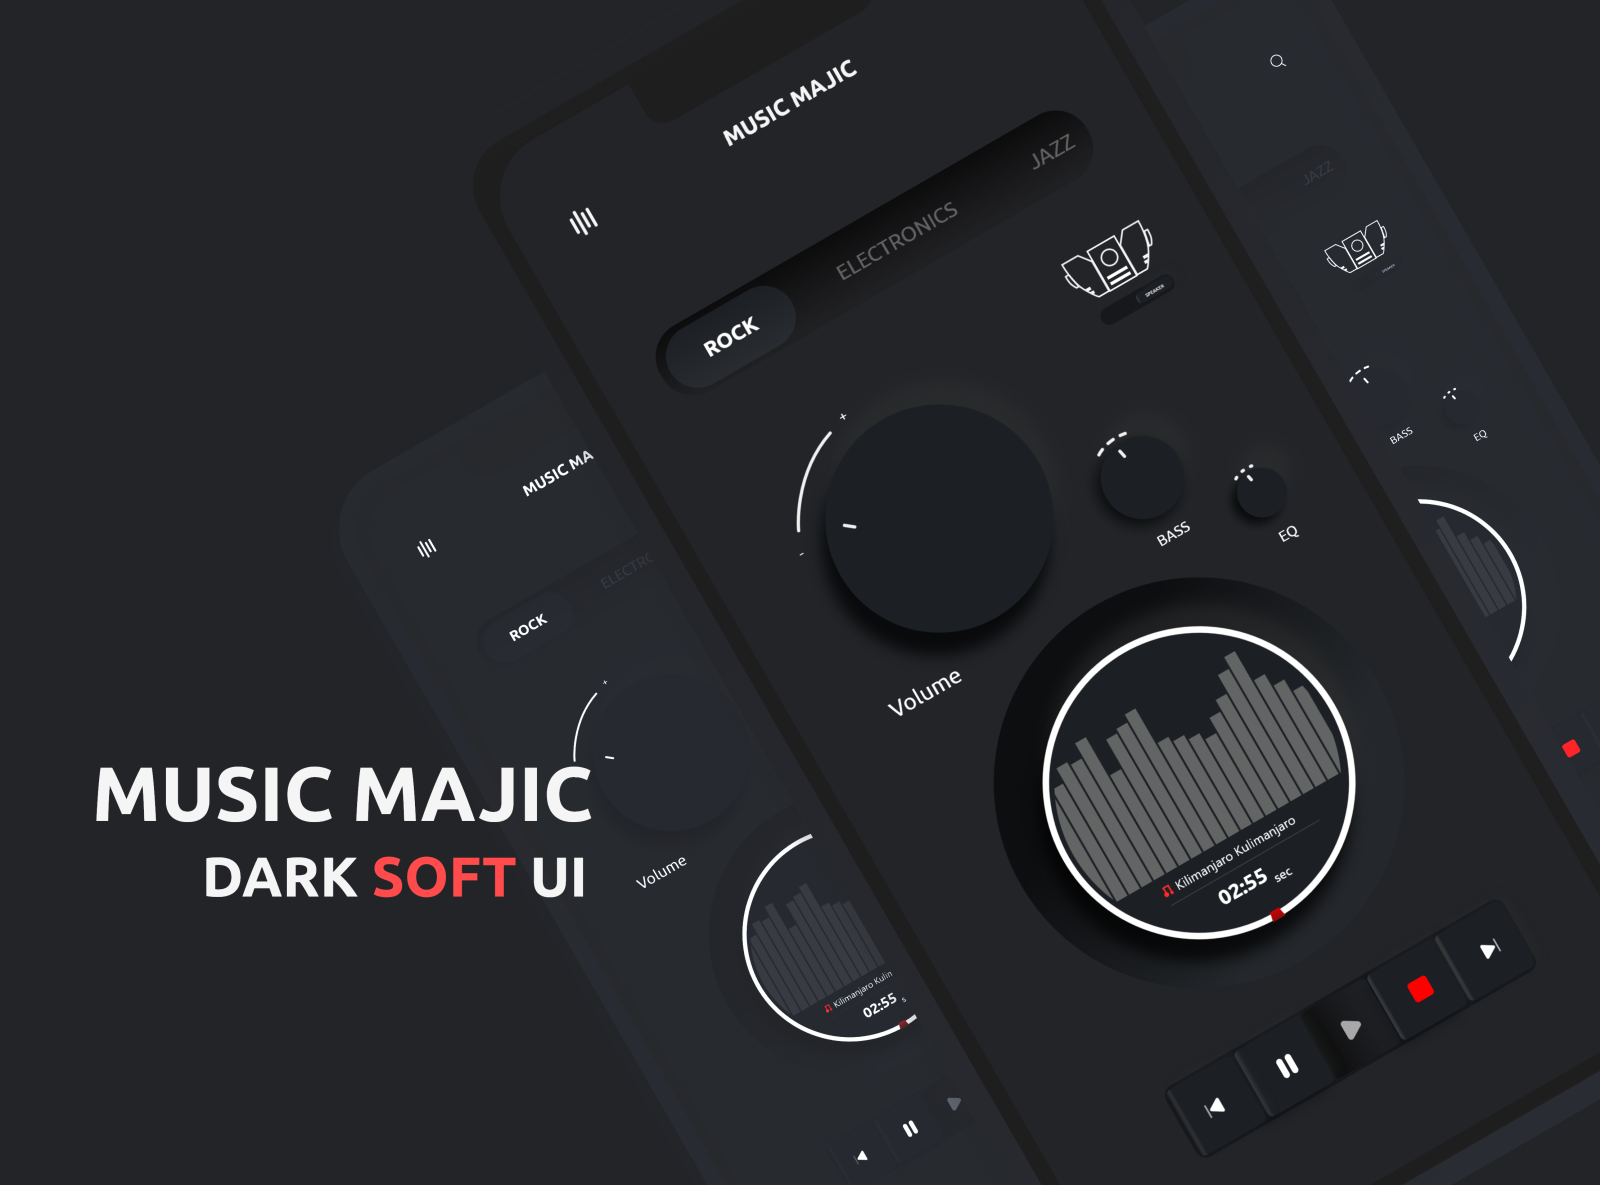 MUSIC MAJIC
ROCK
ELECTRONICS
JAZZ
SPEAKER
+
-
Volume
BASS
EQ
Kilimanjaro Kulimanjaro
02:55 sec
MUSIC MA
ROCK
ELECTRO
+
Volume
Kilimanjaro Kulin
02:55 s
JAZZ
SPEAKER
BASS
EQ
MUSIC MAJIC
DARK SOFT UI